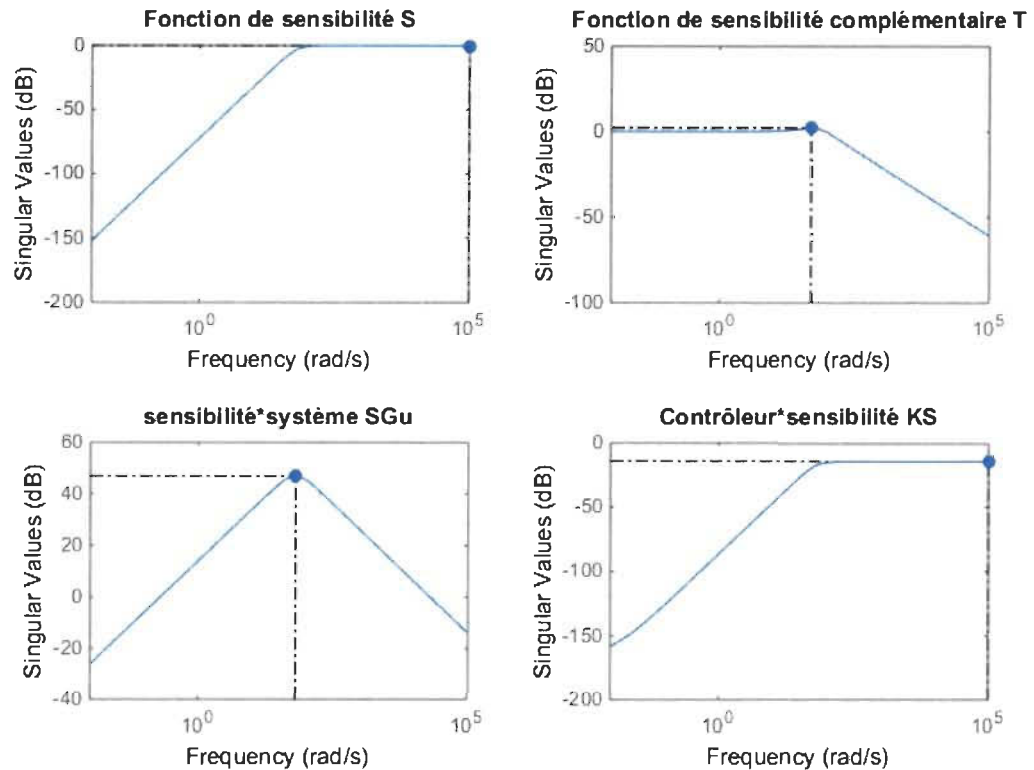 Fonction de sensibilité S
Singular Values (dB)
0
-50
-100
-150
-200
10^0
10^5
Frequency (rad/s)
Fonction de sensibilité complémentaire T
Singular Values (dB)
50
0
-50
-100
10^0
10^5
Frequency (rad/s)
sensibilité*système SGu
Singular Values (dB)
60
40
20
0
-20
-40
10^0
10^5
Frequency (rad/s)
Contrôleur*sensibilité KS
Singular Values (dB)
0
-50
-100
-150
-200
10^0
10^5
Frequency (rad/s)